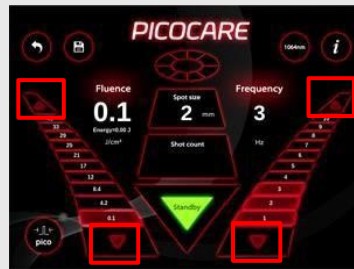 PICOCARE
1064nm
i
Fluence
0.1
Energy=0.00 J
J/cm²
Spot size
2 mm
Shot count
Frequency
3
Hz
33
29
25
21
17
12
8.4
4.2
0.1
10
9
8
7
6
5
4
3
2
1
Standby
pico